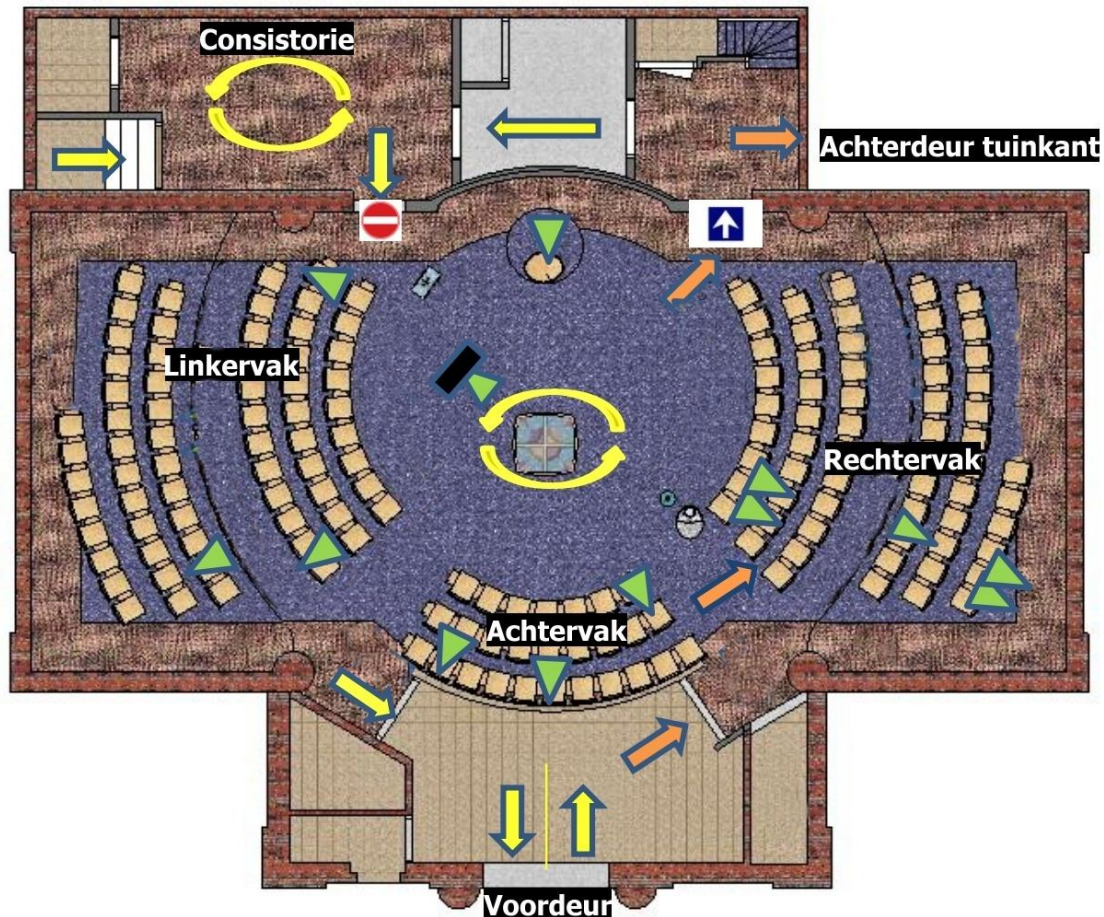 Consistorie
Achterdeur tuinkant
Linkervak
Rechtervak
Achtervak
Voordeur